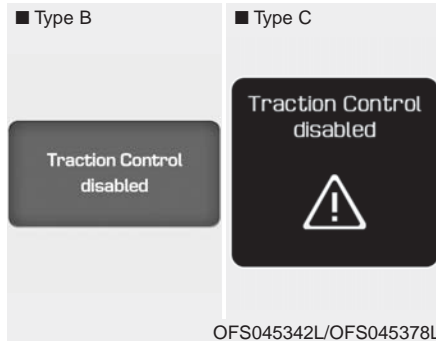 ■ Type B
■ Type C
Traction Control
disabled
Traction Control
disabled
OFS045342L/OFS045378L